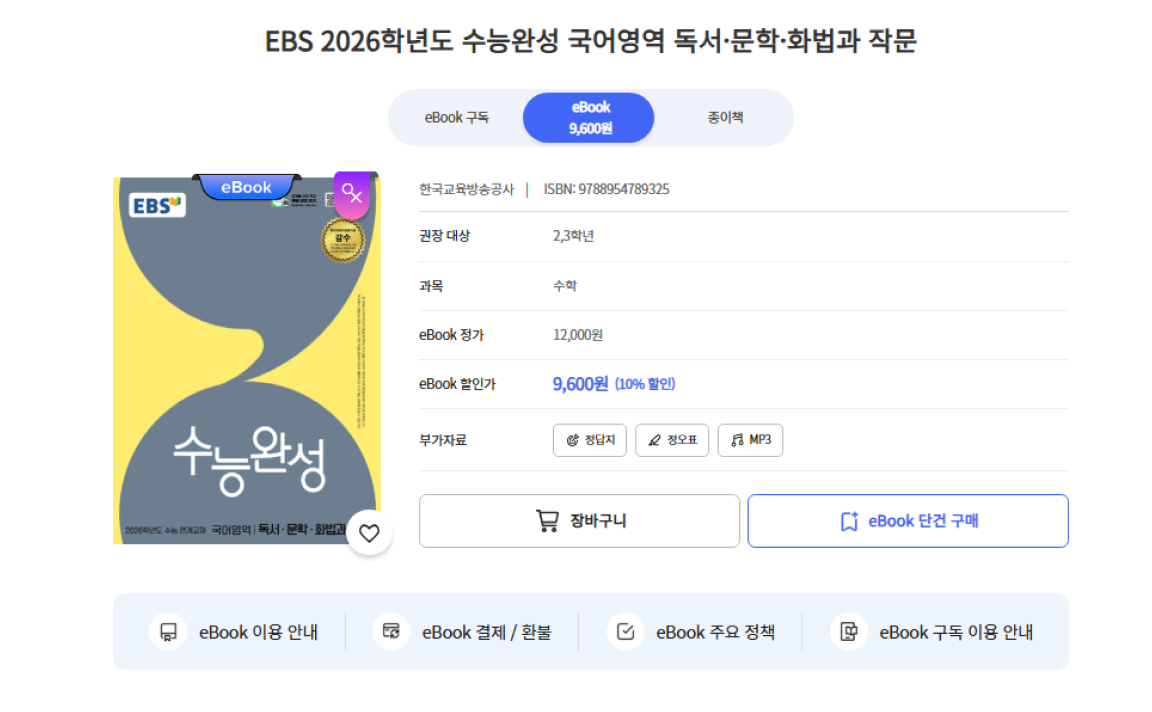 EBS 2026학년도 수능완성 국어영역 독서·문학·화법과 작문
eBook 구독
eBook
9,600원
종이책
eBook
EBS
감수
수능완성
2026학년도 수능 연계교재 국어영역 | 독서·문학·화법과
한국교육방송공사 | ISBN: 9788954789325
권장 대상 2,3학년
과목 수학
eBook 정가 12,000원
eBook 할인가 9,600원 (10% 할인)
부가자료 정답지 정오표 MP3
장바구니
eBook 단건 구매
eBook 이용 안내
eBook 결제 / 환불
eBook 주요 정책
eBook 구독 이용 안내